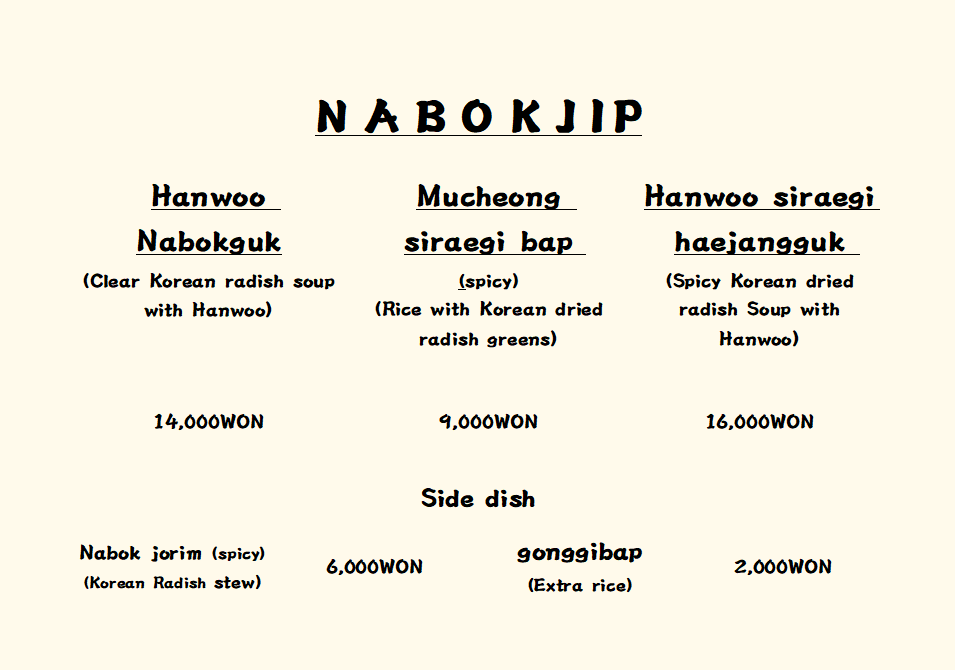 NABOKJIP
Hanwoo
Nabokguk
(Clear Korean radish soup
with Hanwoo)
14,000WON
Mucheong
siraegi bap
(spicy)
(Rice with Korean dried
radish greens)
9,000WON
Hanwoo siraegi
haejangguk
(Spicy Korean dried
radish Soup with
Hanwoo)
16,000WON
Side dish
Nabok jorim (spicy)
(Korean Radish stew)
6,000WON
gonggibap
(Extra rice)
2,000WON